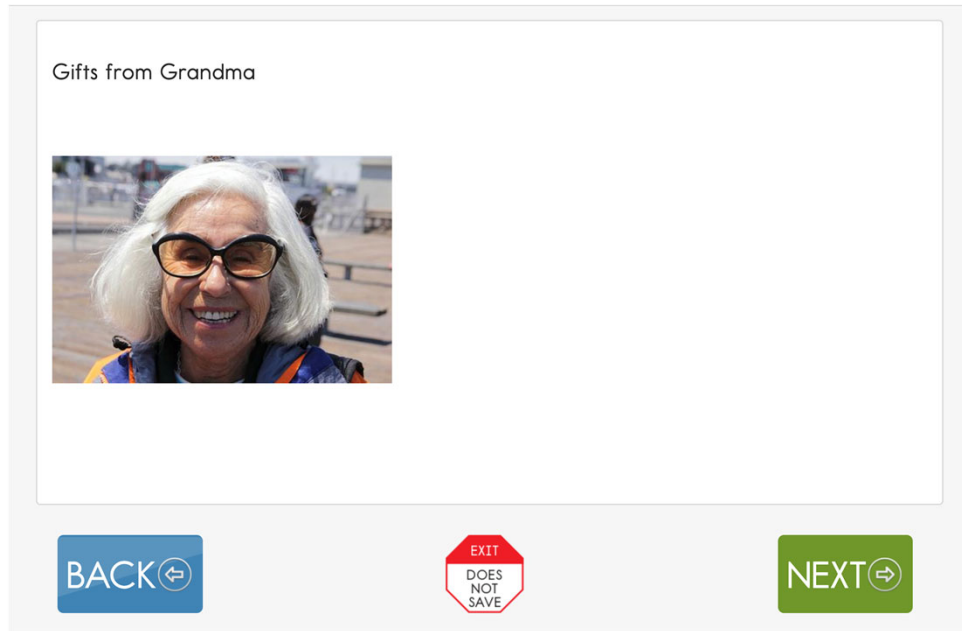 Gifts from Grandma
BACK
EXIT
DOES
NOT
SAVE
NEXT